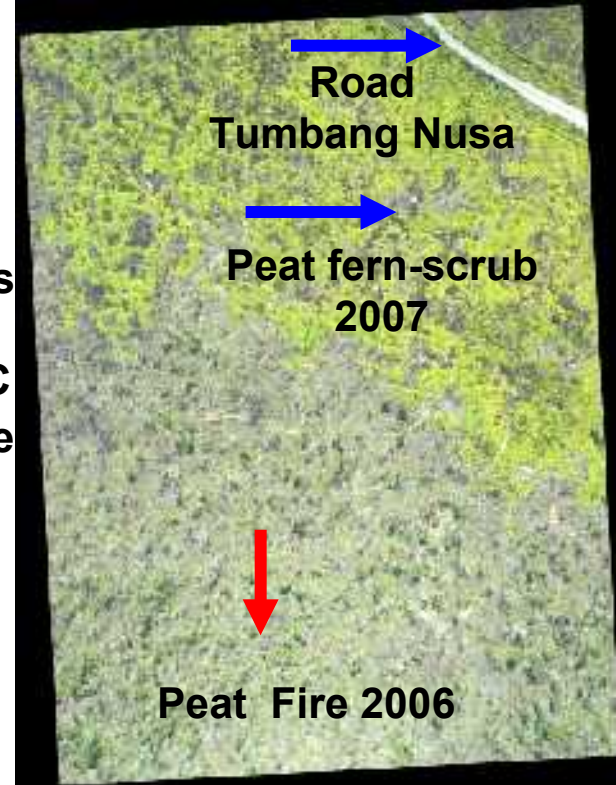 Road
Tumbang Nusa
Peat fern-scrub
2007
s
C
e
Peat Fire 2006